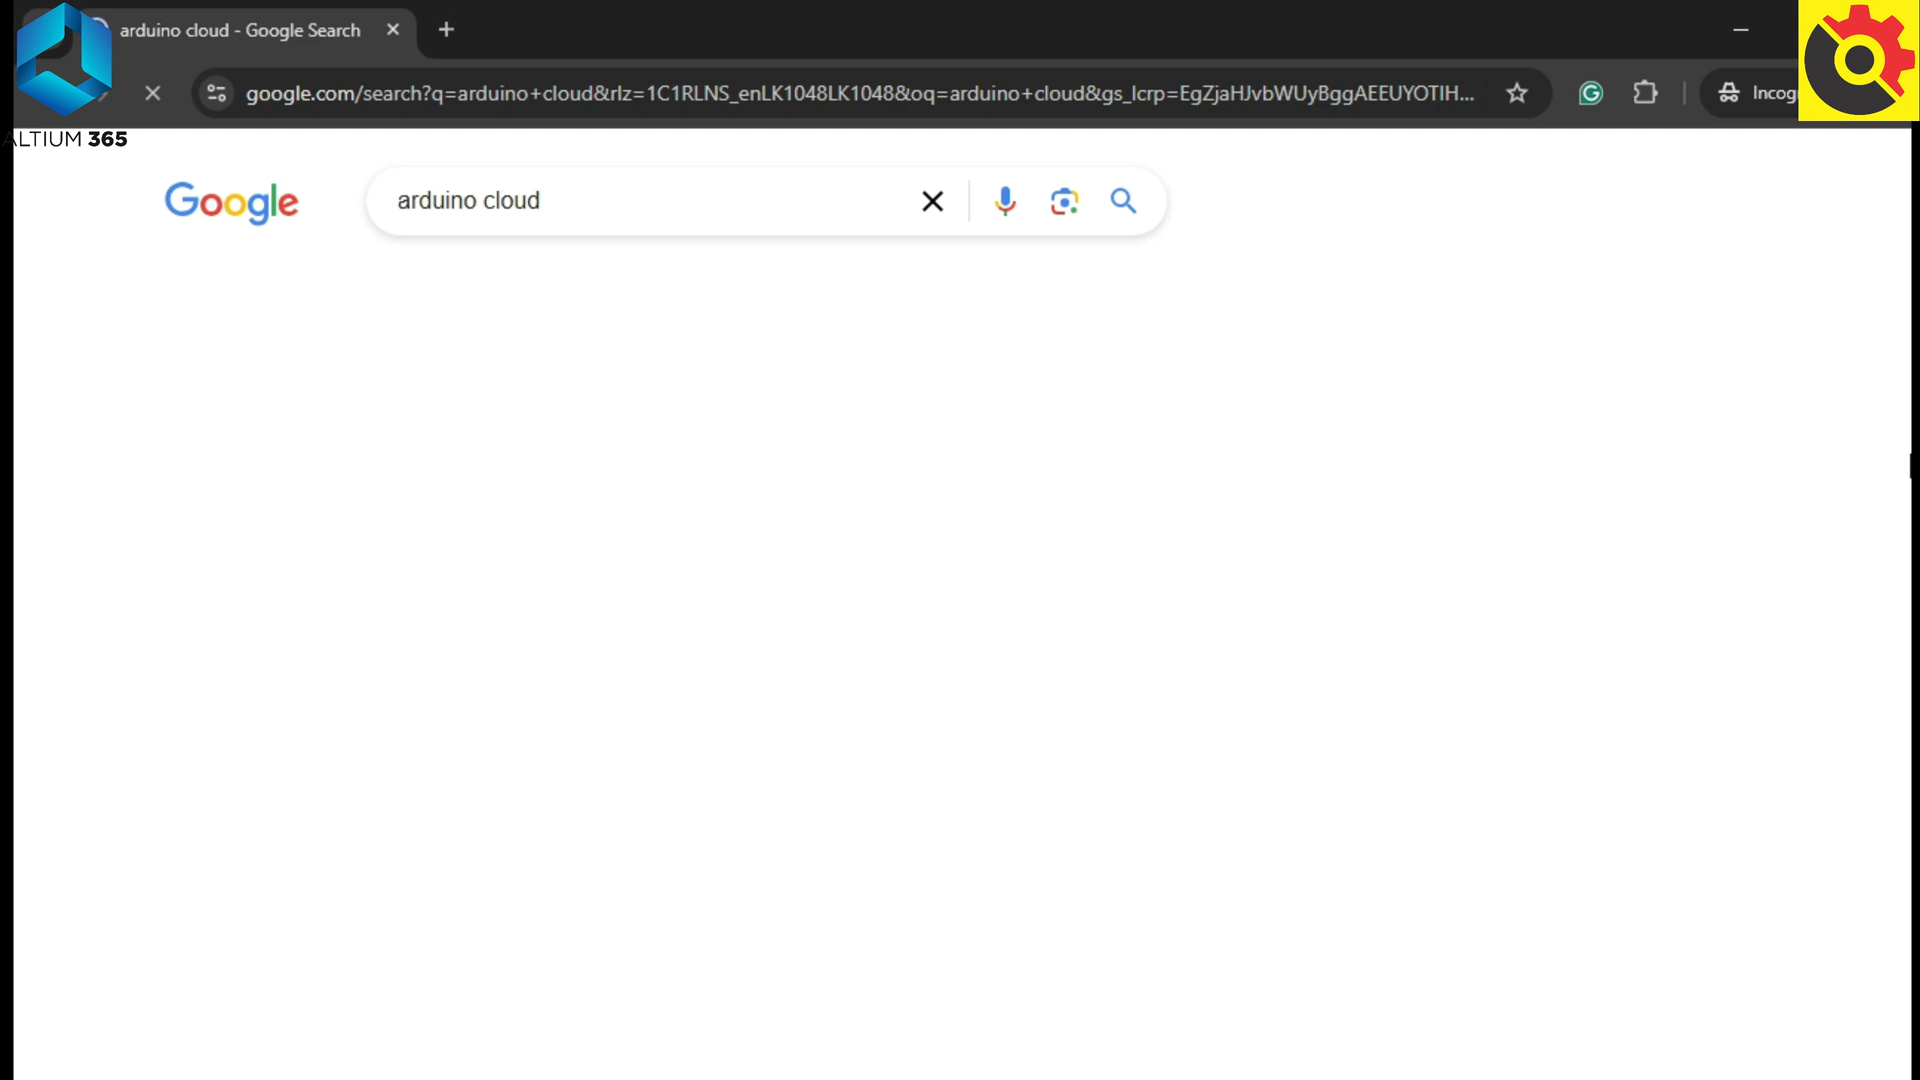 arduino cloud - Google Search
google.com/search?q=arduino+cloud&rlz=1C1RLNS_enLK1048LK1048&oq=arduino+cloud&gs_lcrp=EgZjaHJvbWUyBggAEEUYOTIH...
Incog
ALTIUM 365
Google
arduino cloud